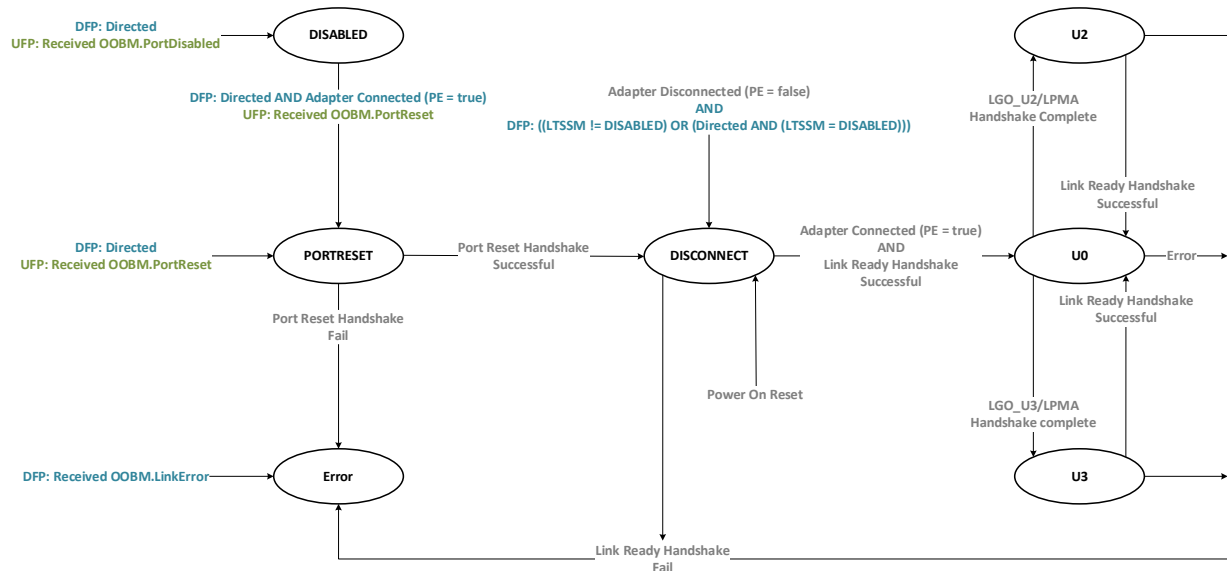 DFP: Directed
UFP: Received OOBM.PortDisabled
DISABLED
U2
DFP: Directed AND Adapter Connected (PE = true)
UFP: Received OOBM.PortReset
Adapter Disconnected (PE = false)
AND
DFP: ((LTSSM != DISABLED) OR (Directed AND (LTSSM = DISABLED)))
LGO_U2/LPMA
Handshake Complete
Link Ready Handshake
Successful
DFP: Directed
UFP: Received OOBM.PortReset
PORTRESET
Port Reset Handshake
Successful
DISCONNECT
Adapter Connected (PE = true)
AND
Link Ready Handshake
Successful
U0
Error
Port Reset Handshake
Fail
Link Ready Handshake
Successful
Power On Reset
LGO_U3/LPMA
Handshake complete
DFP: Received OOBM.LinkError
Error
U3
Link Ready Handshake
Fail